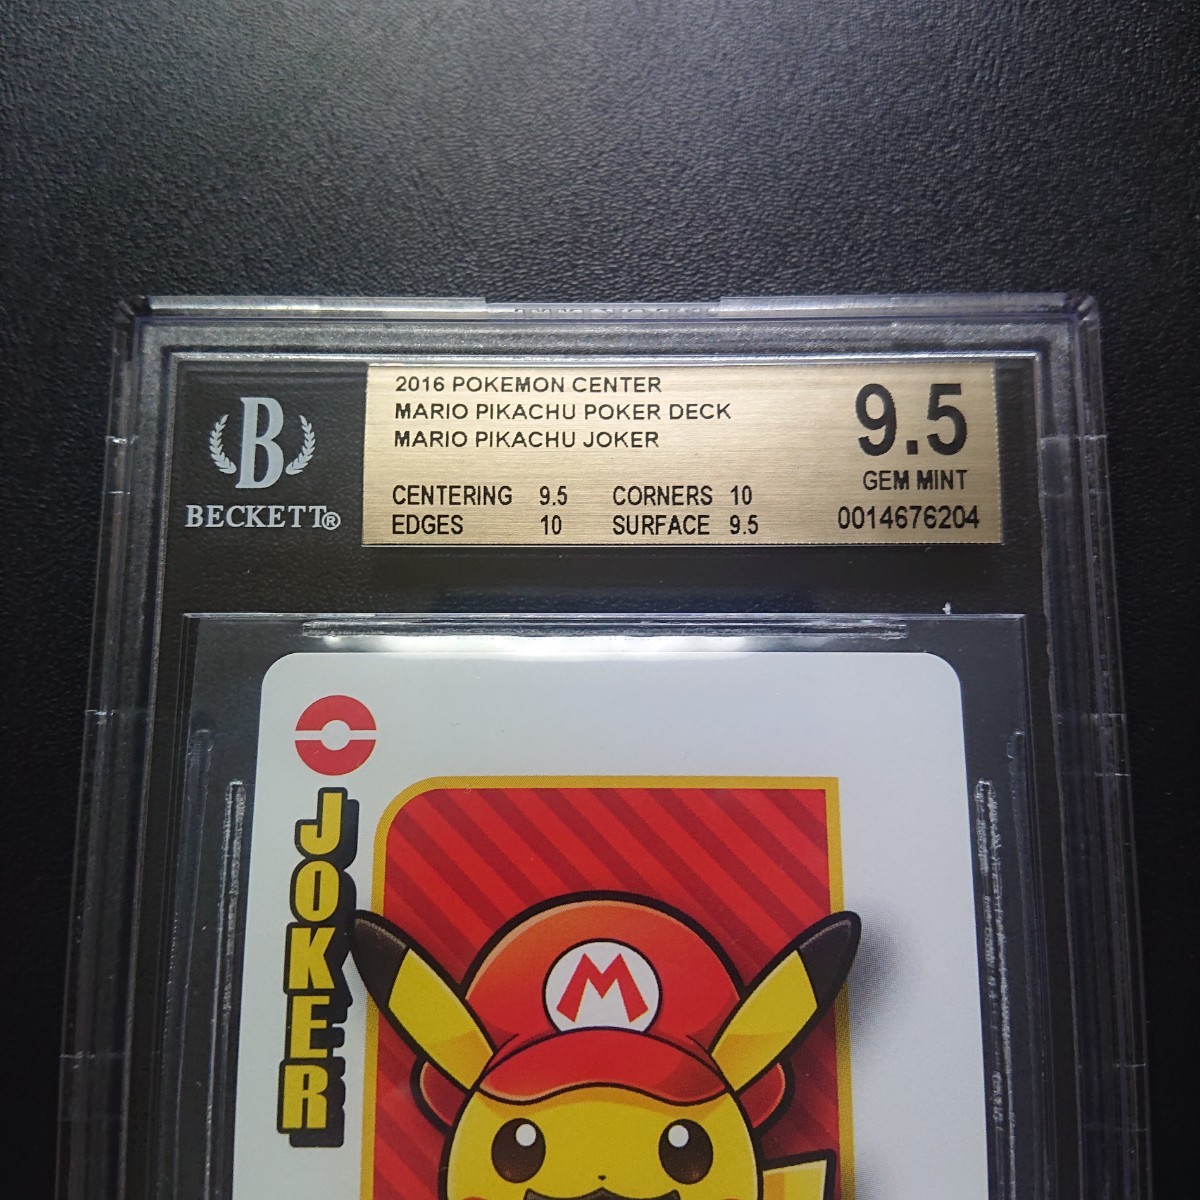 2016 POKEMON CENTER
MARIO PIKACHU POKER DECK
MARIO PIKACHU JOKER
9.5
GEM MINT
CENTERING 9.5 CORNERS 10
EDGES 10 SURFACE 9.5
0014676204
B
BECKETT®
JOKER
M